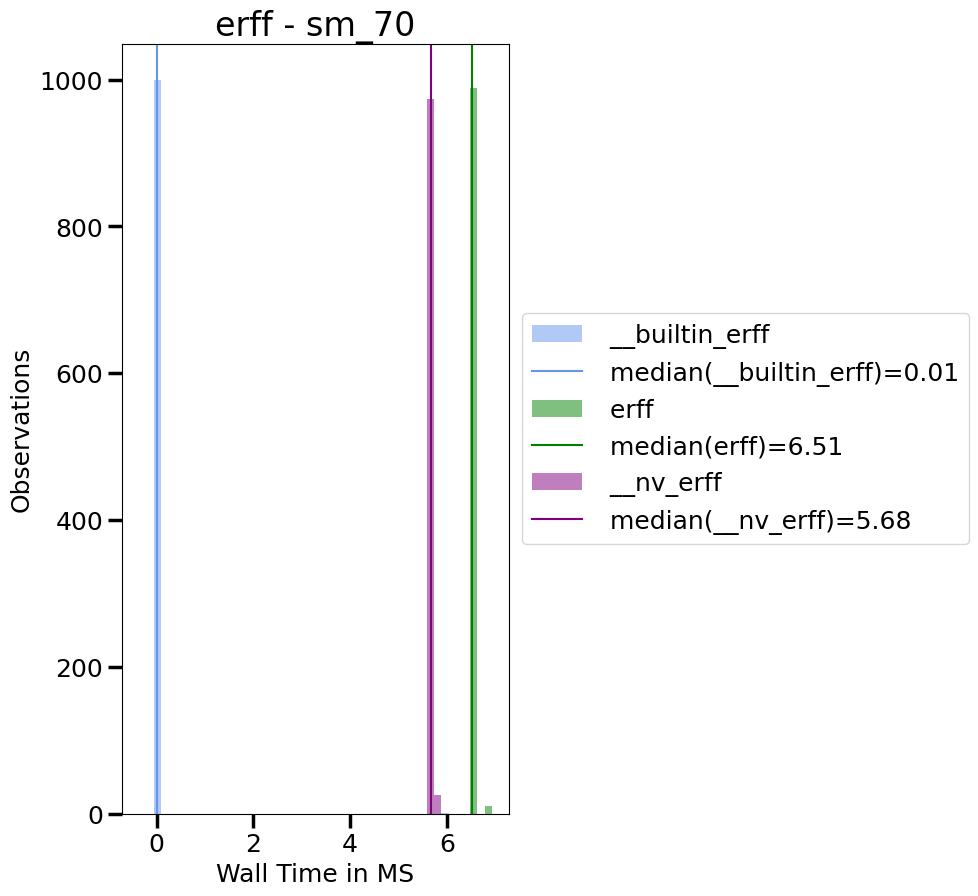 erff - sm_70
1000
800
600
400
200
0
Observations
0 2 4 6
Wall Time in MS
__builtin_erff
median(__builtin_erff)=0.01
erff
median(erff)=6.51
__nv_erff
median(__nv_erff)=5.68